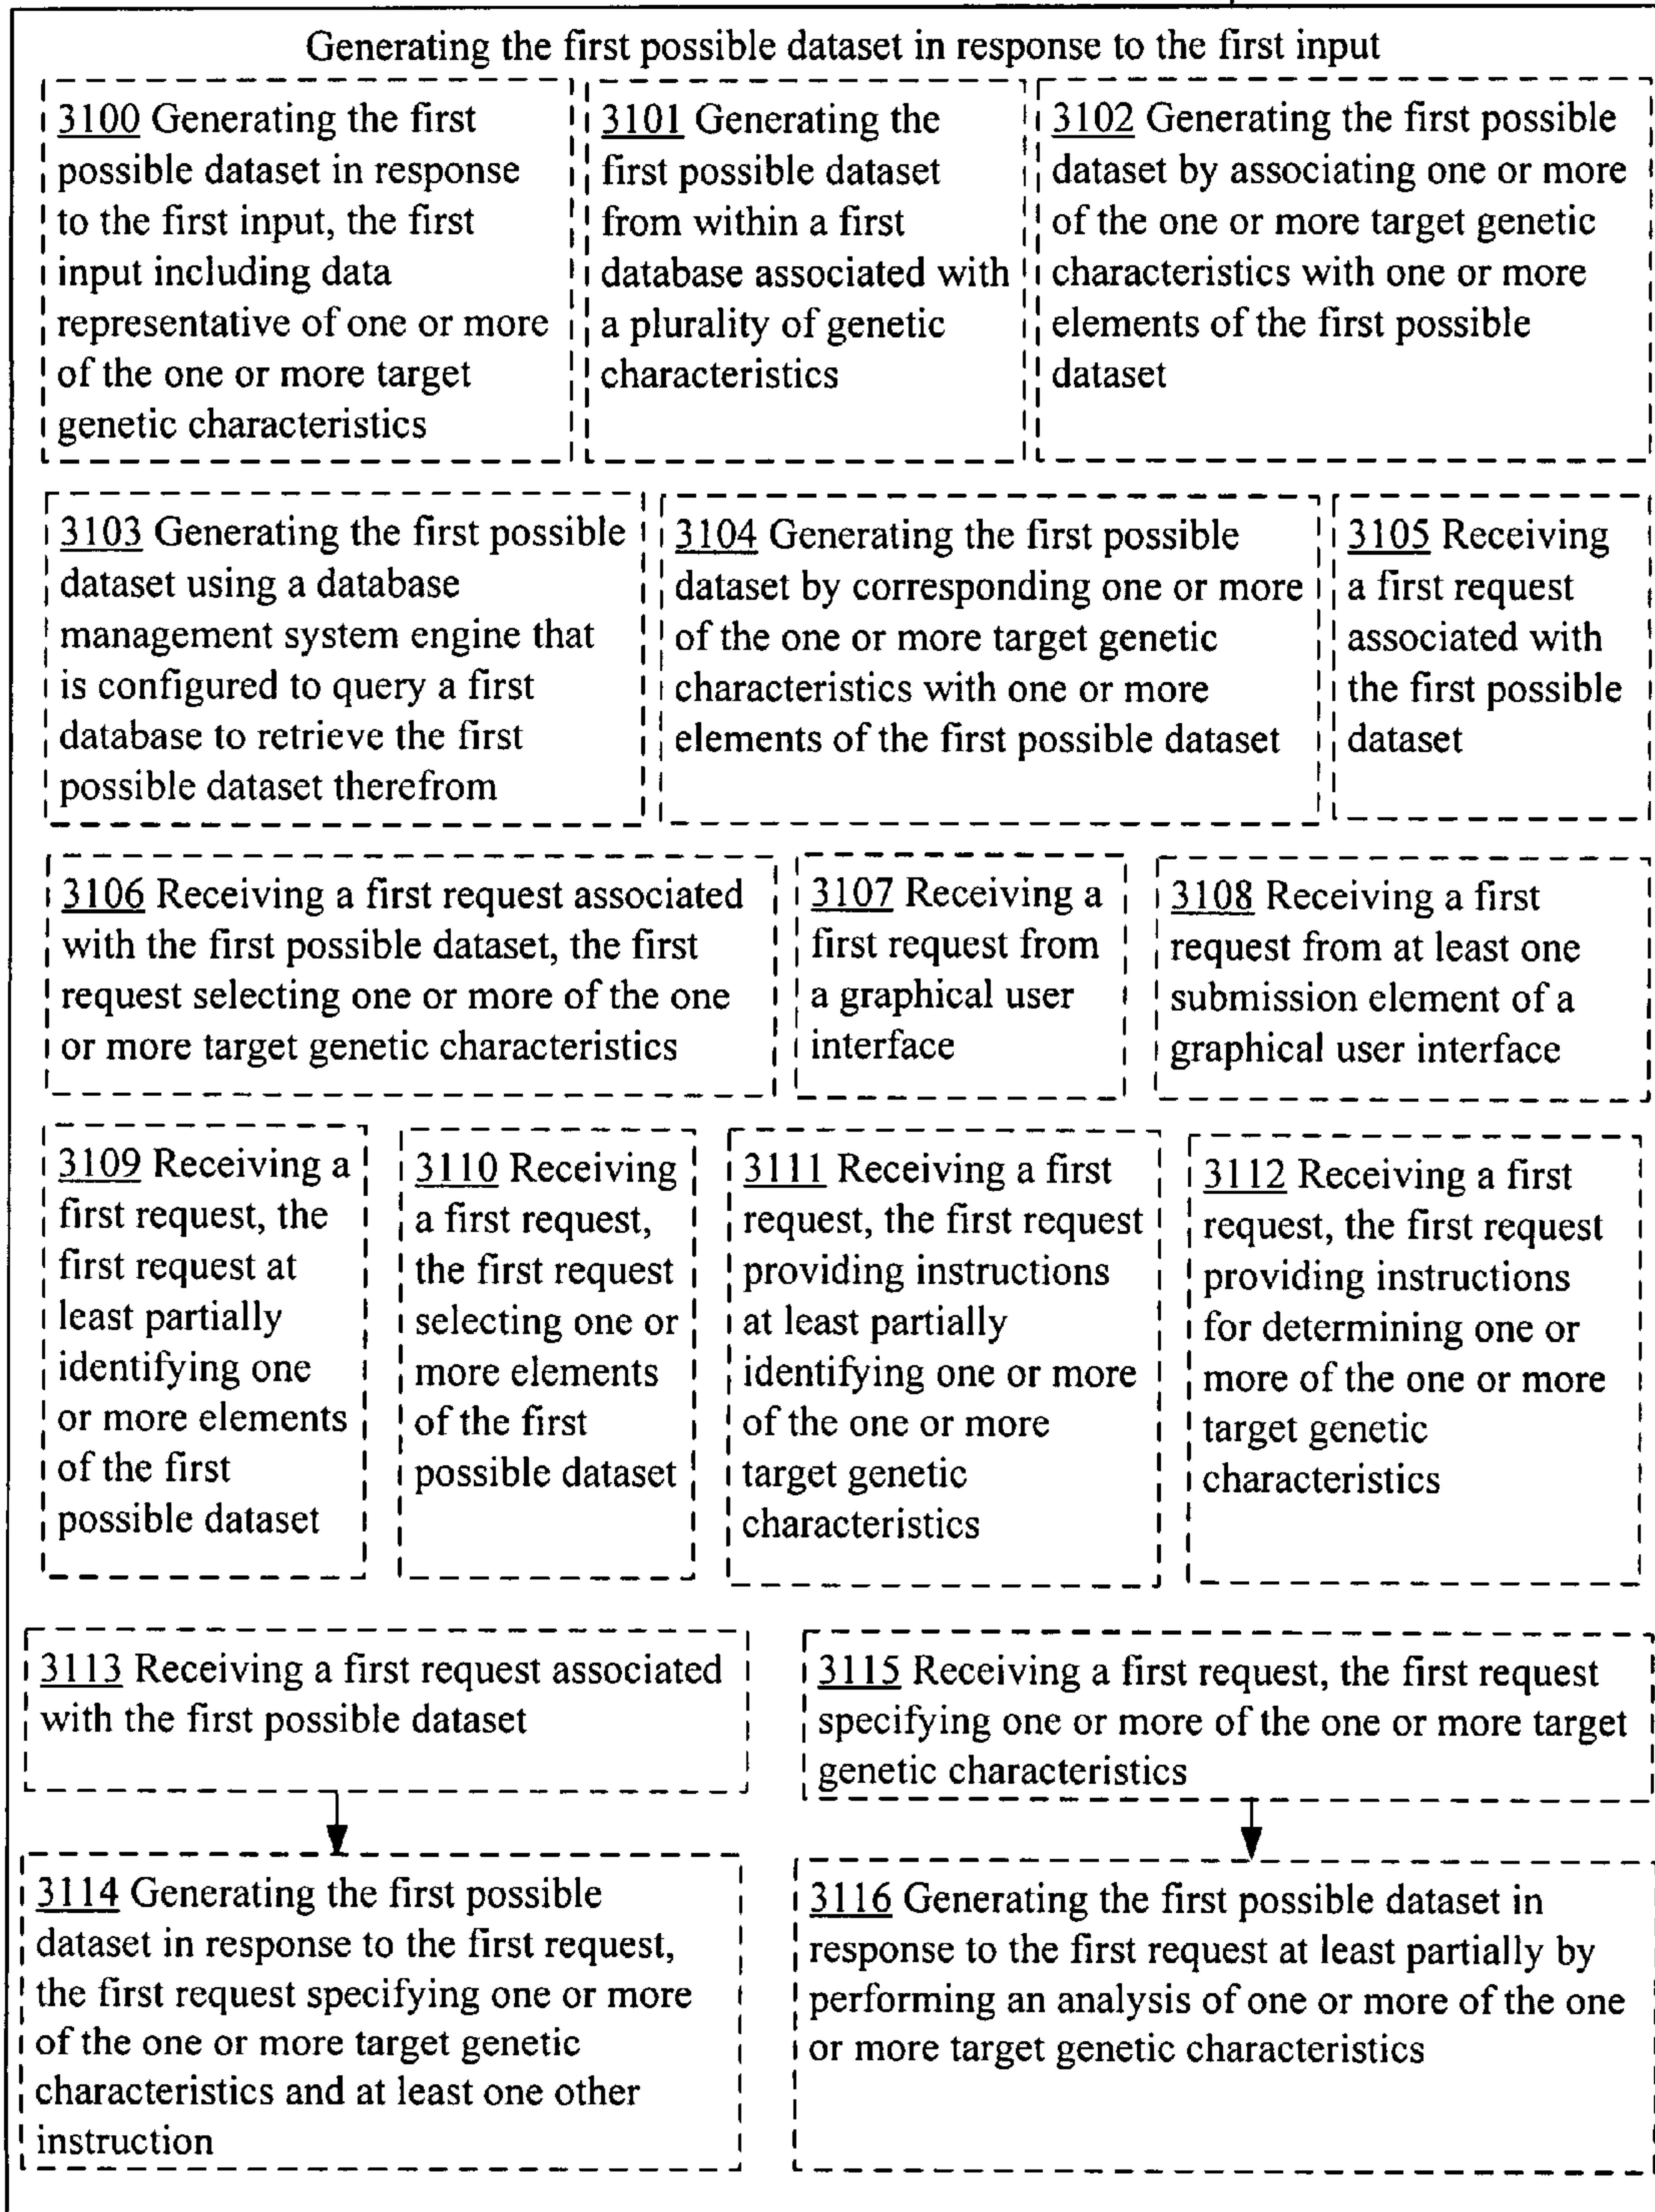 Generating the first possible dataset in response to the first input
3100 Generating the first
possible dataset in response
to the first input, the first
input including data
representative of one or more
of the one or more target
genetic characteristics
3101 Generating the
first possible dataset
from within a first
database associated with
a plurality of genetic
characteristics
3102 Generating the first possible
dataset by associating one or more
of the one or more target genetic
characteristics with one or more
elements of the first possible
dataset
3103 Generating the first possible
dataset using a database
management system engine that
is configured to query a first
database to retrieve the first
possible dataset therefrom
3104 Generating the first possible
dataset by corresponding one or more
of the one or more target genetic
characteristics with one or more
elements of the first possible dataset
3105 Receiving
a first request
associated with
the first possible
dataset
3106 Receiving a first request associated
with the first possible dataset, the first
request selecting one or more of the one
or more target genetic characteristics
3107 Receiving a
first request from
a graphical user
interface
3108 Receiving a first
request from at least one
submission element of a
graphical user interface
3109 Receiving a
first request, the
first request at
least partially
identifying one
or more elements
of the first
possible dataset
3110 Receiving
a first request,
the first request
selecting one or
more elements
of the first
possible dataset
3111 Receiving a first
request, the first request
providing instructions
at least partially
identifying one or more
of the one or more
target genetic
characteristics
3112 Receiving a first
request, the first request
providing instructions
for determining one or
more of the one or more
target genetic
characteristics
3113 Receiving a first request associated
with the first possible dataset
3115 Receiving a first request, the first request
specifying one or more of the one or more target
genetic characteristics
3114 Generating the first possible
dataset in response to the first request,
the first request specifying one or more
of the one or more target genetic
characteristics and at least one other
instruction
3116 Generating the first possible dataset in
response to the first request at least partially by
performing an analysis of one or more of the one
or more target genetic characteristics